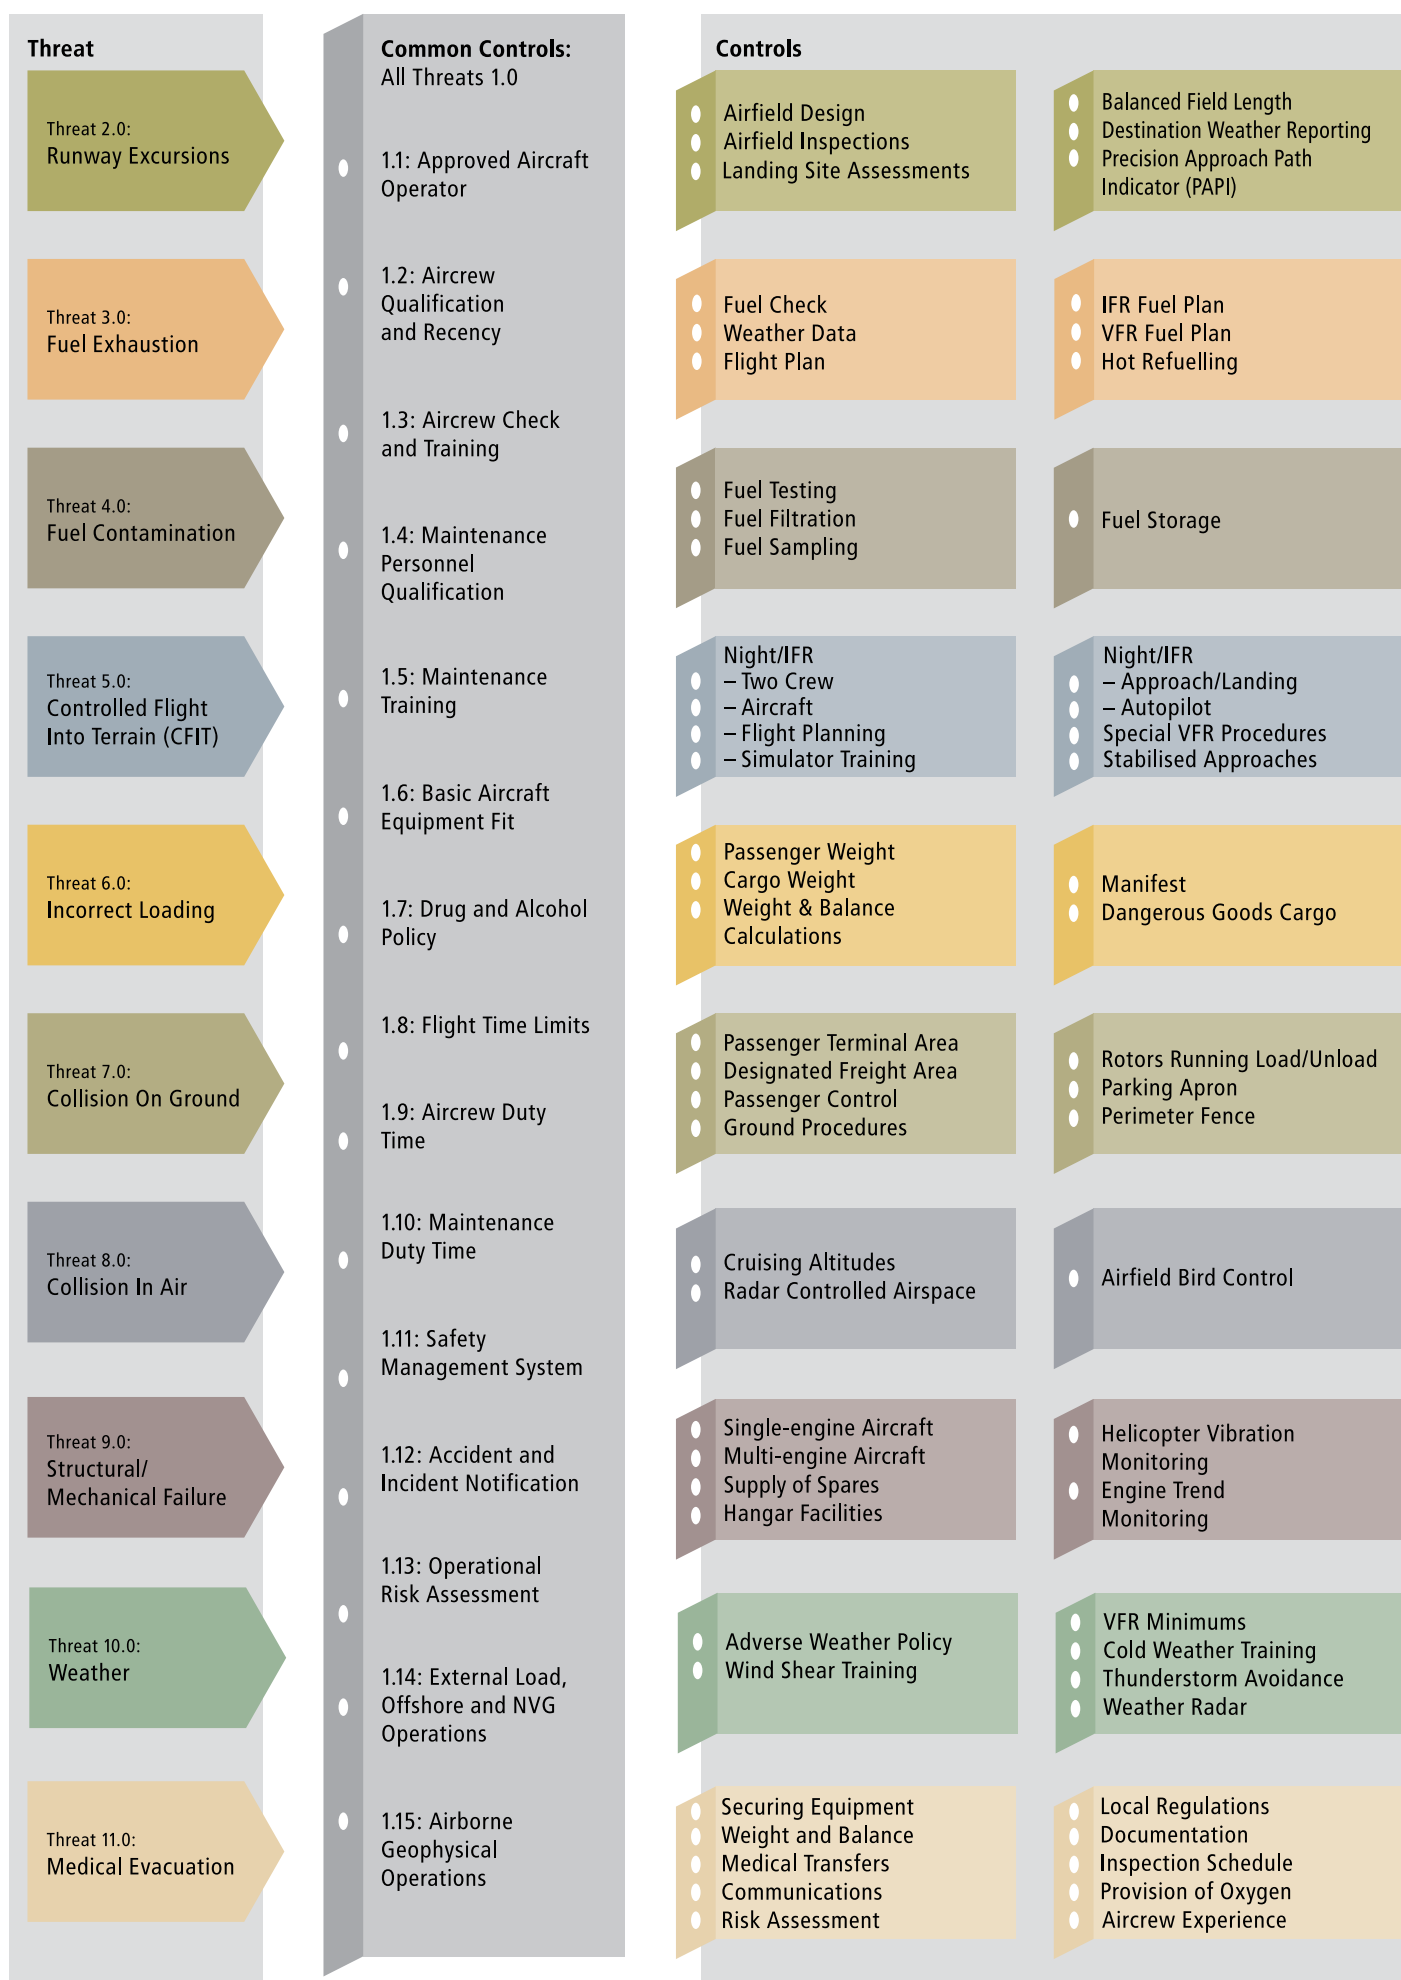 Threat
Threat 2.0:
Runway Excursions
Threat 3.0:
Fuel Exhaustion
Threat 4.0:
Fuel Contamination
Threat 5.0:
Controlled Flight
Into Terrain (CFIT)
Threat 6.0:
Incorrect Loading
Threat 7.0:
Collision On Ground
Threat 8.0:
Collision In Air
Threat 9.0:
Structural/
Mechanical Failure
Threat 10.0:
Weather
Threat 11.0:
Medical Evacuation
Common Controls:
All Threats 1.0
1.1: Approved Aircraft
Operator
1.2: Aircrew
Qualification
and Recency
1.3: Aircrew Check
and Training
1.4: Maintenance
Personnel
Qualification
1.5: Maintenance
Training
1.6: Basic Aircraft
Equipment Fit
1.7: Drug and Alcohol
Policy
1.8: Flight Time Limits
1.9: Aircrew Duty
Time
1.10: Maintenance
Duty Time
1.11: Safety
Management System
1.12: Accident and
Incident Notification
1.13: Operational
Risk Assessment
1.14: External Load,
Offshore and NVG
Operations
1.15: Airborne
Geophysical
Operations
Controls
Airfield Design
Airfield Inspections
Landing Site Assessments
Balanced Field Length
Destination Weather Reporting
Precision Approach Path
Indicator (PAPI)
Fuel Check
Weather Data
Flight Plan
IFR Fuel Plan
VFR Fuel Plan
Hot Refuelling
Fuel Testing
Fuel Filtration
Fuel Sampling
Fuel Storage
Night/IFR
– Two Crew
– Aircraft
– Flight Planning
– Simulator Training
Night/IFR
– Approach/Landing
– Autopilot
Special VFR Procedures
Stabilised Approaches
Passenger Weight
Cargo Weight
Weight & Balance
Calculations
Manifest
Dangerous Goods Cargo
Passenger Terminal Area
Designated Freight Area
Passenger Control
Ground Procedures
Rotors Running Load/Unload
Parking Apron
Perimeter Fence
Cruising Altitudes
Radar Controlled Airspace
Airfield Bird Control
Single-engine Aircraft
Multi-engine Aircraft
Supply of Spares
Hangar Facilities
Helicopter Vibration
Monitoring
Engine Trend
Monitoring
Adverse Weather Policy
Wind Shear Training
VFR Minimums
Cold Weather Training
Thunderstorm Avoidance
Weather Radar
Securing Equipment
Weight and Balance
Medical Transfers
Communications
Risk Assessment
Local Regulations
Documentation
Inspection Schedule
Provision of Oxygen
Aircrew Experience